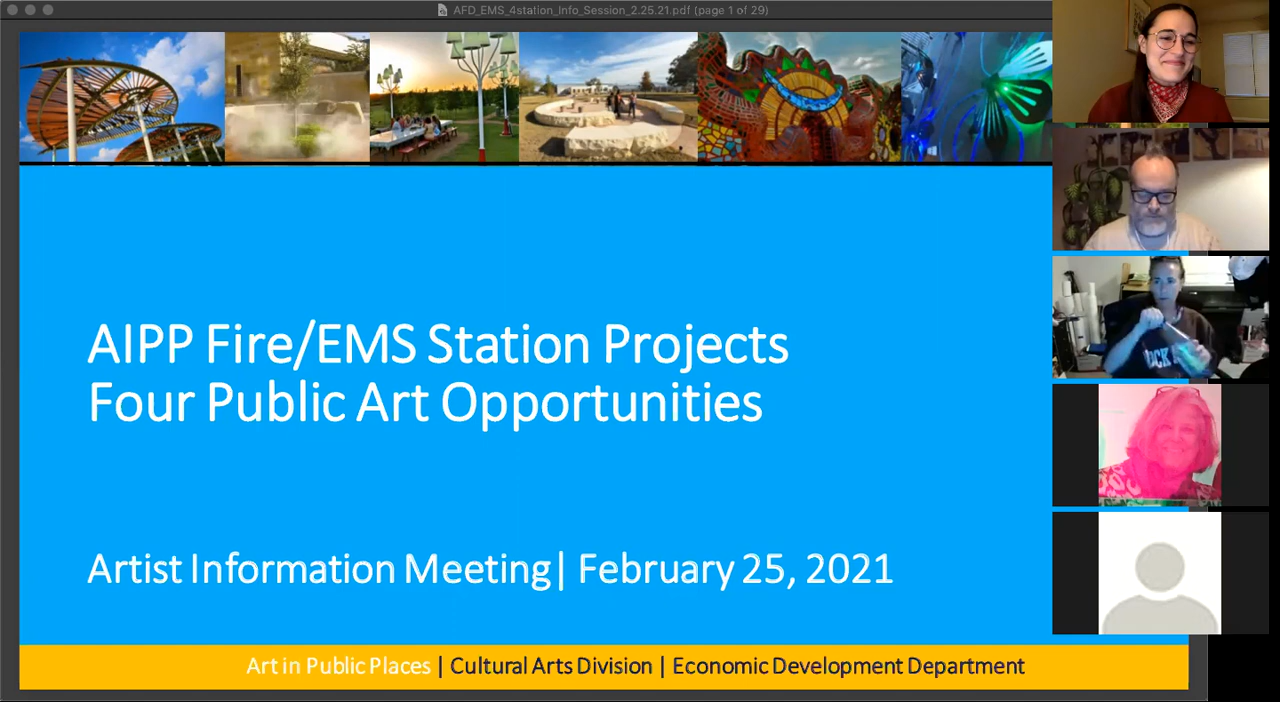 AFD_EMS_4station_Info_Session_2.25.21.pdf (page 1 of 29)
AIPP Fire/EMS Station Projects
Four Public Art Opportunities
Artist Information Meeting| February 25, 2021
Art in Public Places | Cultural Arts Division | Economic Development Department